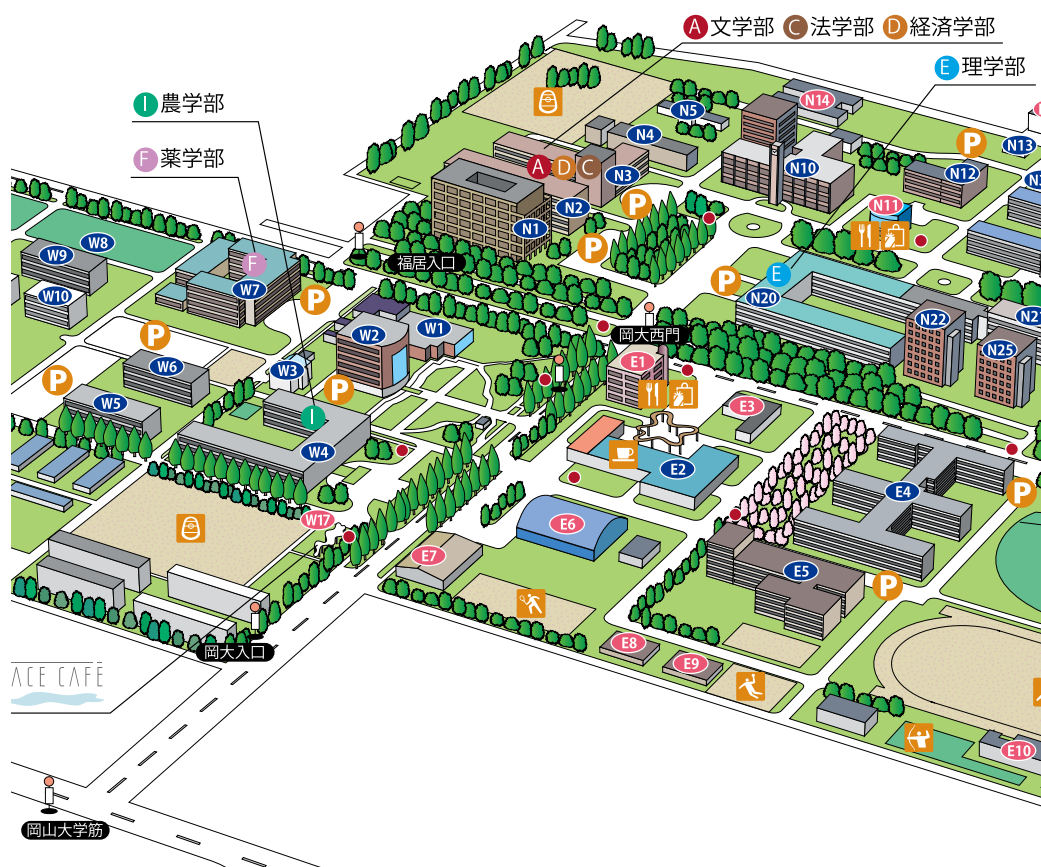 A 文学部 C 法学部 D 経済学部
E 理学部
I 農学部
F 薬学部
N14
N5
N4
N13
N10
N12
A D C
N3
P
N11
N2
P
N1
P
福居入口
W8
W9
W10
F
W7
P
E
N20
P
N22
N21
N25
岡大西門
W2
W1
P
W6
W3
P
E1
P
W5
I
W4
E3
E2
E4
P
W17
E6
E7
E5
P
岡大入口
E8
E9
ACE CAFÉ
E10
岡山大学筋